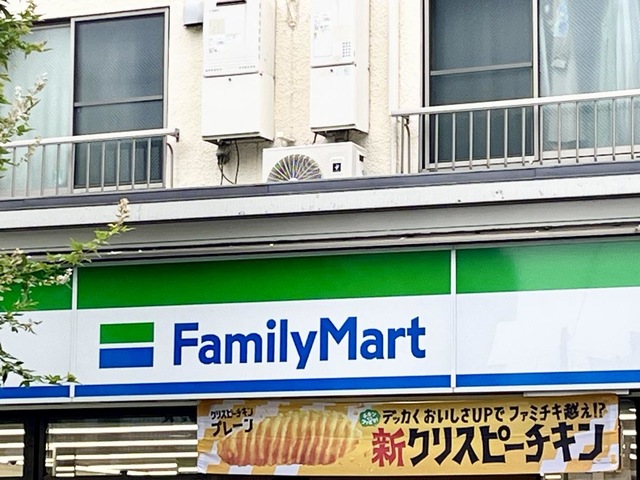 FamilyMart
クリスピーチキン
プレーン
デッカくおいしさUPでファミチキ越え!?
新クリスピーチキン